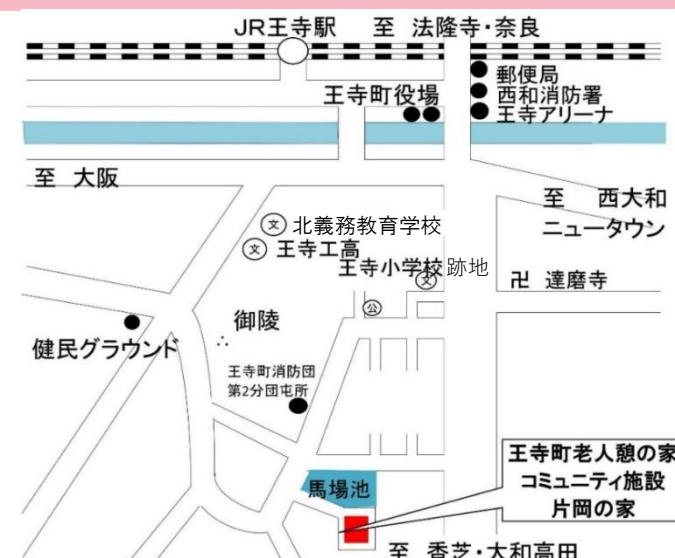 JR王寺駅 至 法隆寺・奈良
郵便局
西和消防署
王寺アリーナ
王寺町役場
至 大阪
至 西大和
ニュータウン
文 北義務教育学校
文 王寺工高
王寺小学校跡地
文
卍 達磨寺
公
御陵
健民グラウンド
王寺町消防団
第2分団屯所
馬場池
王寺町老人憩の家
コミュニティ施設
片岡の家
至 香芝・大和高田